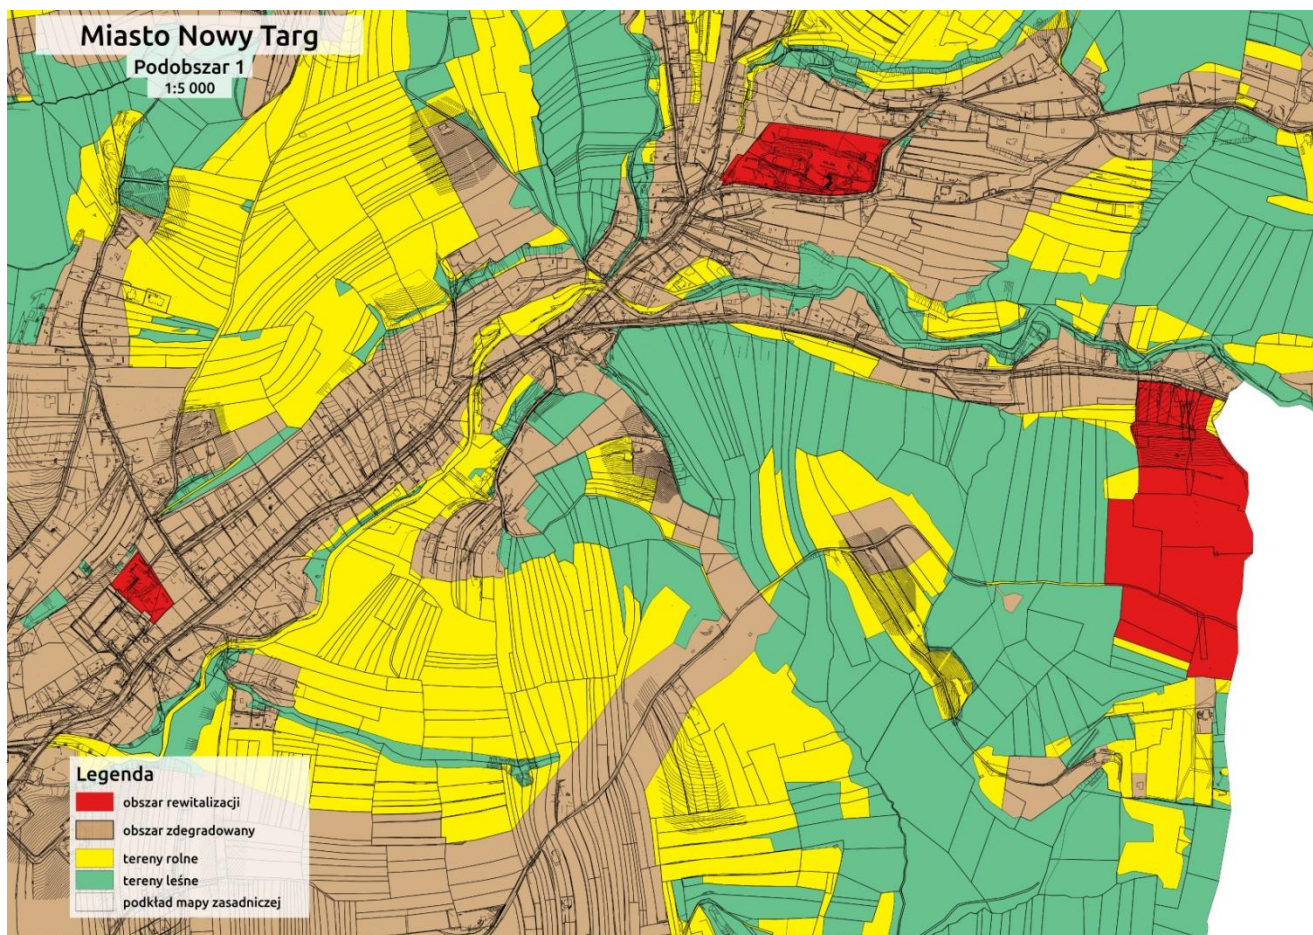 Miasto Nowy Targ
Podobszar 1
1:5 000
Legenda
obszar rewitalizacji
obszar zdegradowany
tereny rolne
tereny leśne
podkład mapy zasadniczej